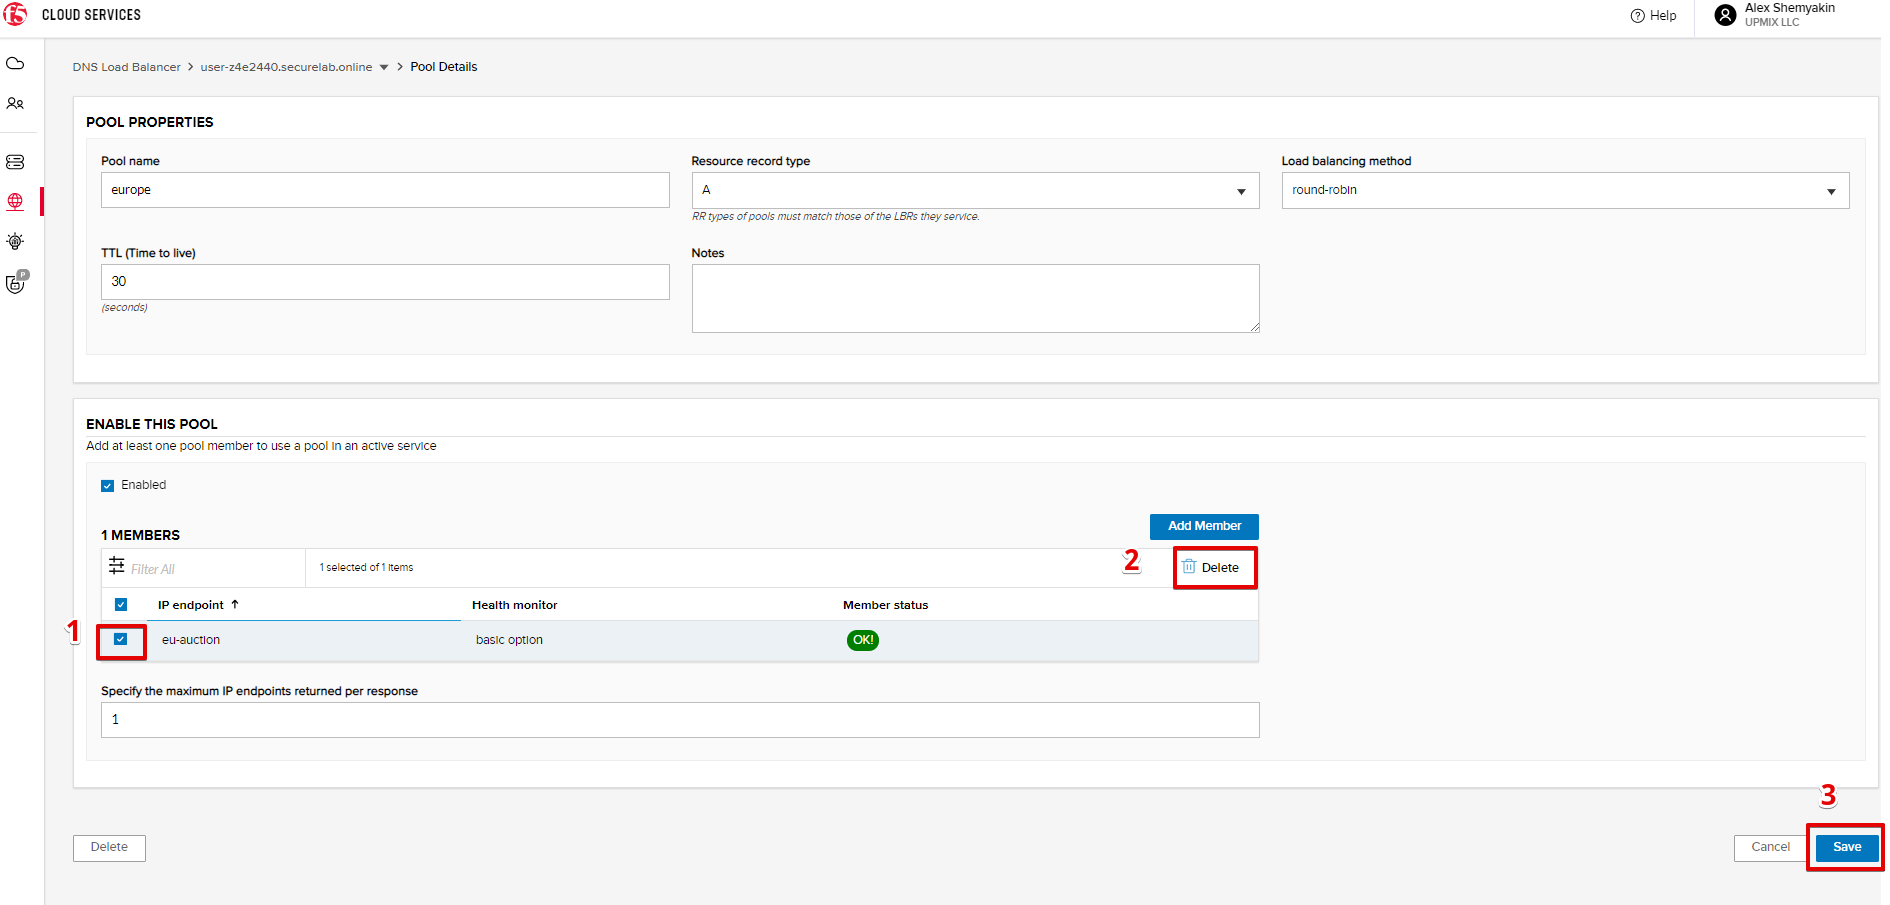 f5 CLOUD SERVICES
Help
Alex Shemyakin
UPMIX LLC
P
DNS Load Balancer > user-z4e2440.securelab.online > Pool Details
POOL PROPERTIES
Pool name
Resource record type
Load balancing method
europe
A
round-robin
RR types of pools must match those of the LBRs they service.
TTL (Time to live)
Notes
30
(seconds)
ENABLE THIS POOL
Add at least one pool member to use a pool in an active service
Enabled
1 MEMBERS
Add Member
Filter All
1 selected of 1 items
2
Delete
IP endpoint ↑
Health monitor
Member status
1
eu-auction
basic option
OK!
Specify the maximum IP endpoints returned per response
1
3
Delete
Cancel
Save